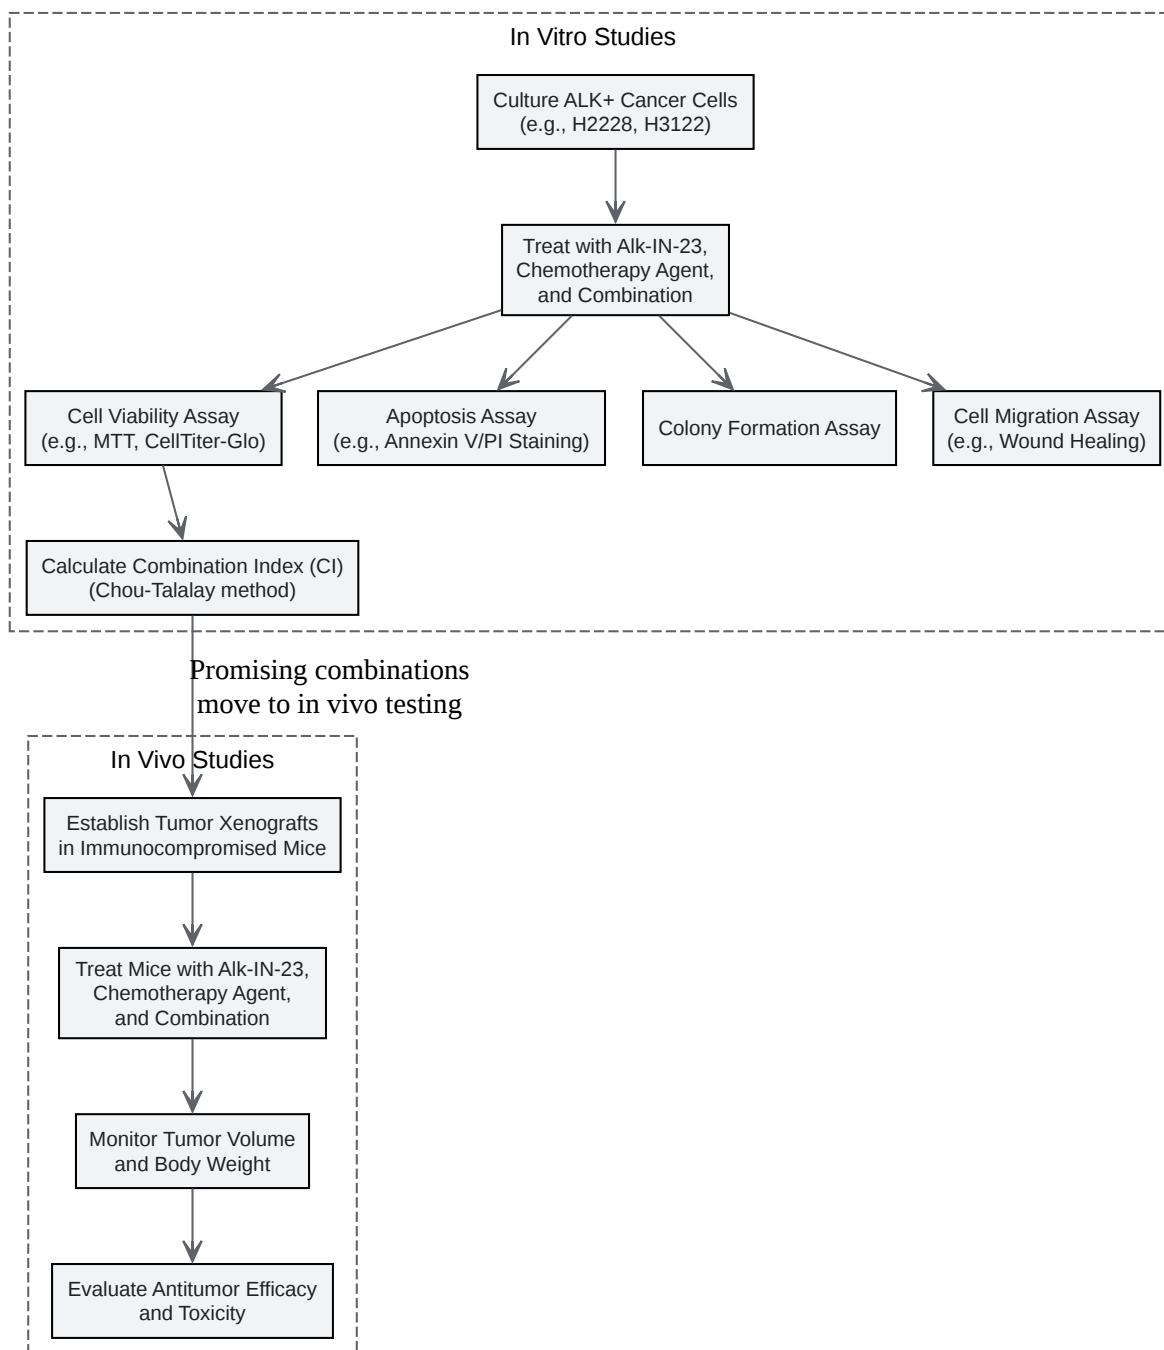 In Vitro Studies
Culture ALK+ Cancer Cells
(e.g., H2228, H3122)
Treat with Alk-IN-23,
Chemotherapy Agent,
and Combination
Cell Viability Assay
(e.g., MTT, CellTiter-Glo)
Apoptosis Assay
(e.g., Annexin V/PI Staining)
Colony Formation Assay
Cell Migration Assay
(e.g., Wound Healing)
Calculate Combination Index (CI)
(Chou-Talalay method)
Promising combinations
move to in vivo testing
In Vivo Studies
Establish Tumor Xenografts
in Immunocompromised Mice
Treat Mice with Alk-IN-23,
Chemotherapy Agent,
and Combination
Monitor Tumor Volume
and Body Weight
Evaluate Antitumor Efficacy
and Toxicity